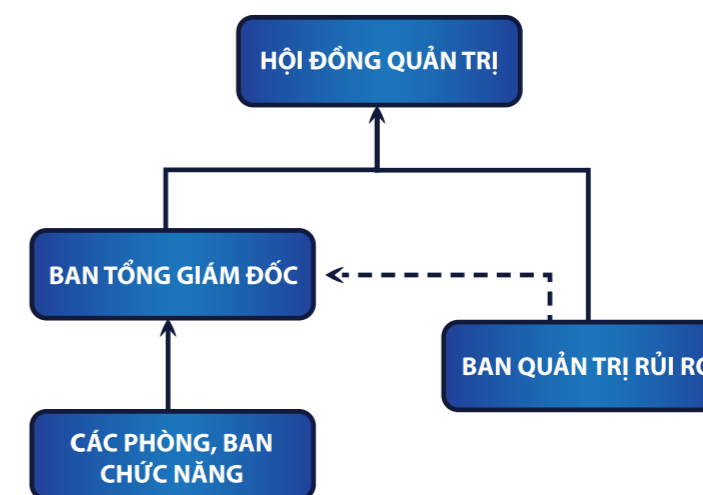 HỘI ĐỒNG QUẢN TRỊ
BAN TỔNG GIÁM ĐỐC
BAN QUẢN TRỊ RỦI RO
CÁC PHÒNG, BAN
CHỨC NĂNG